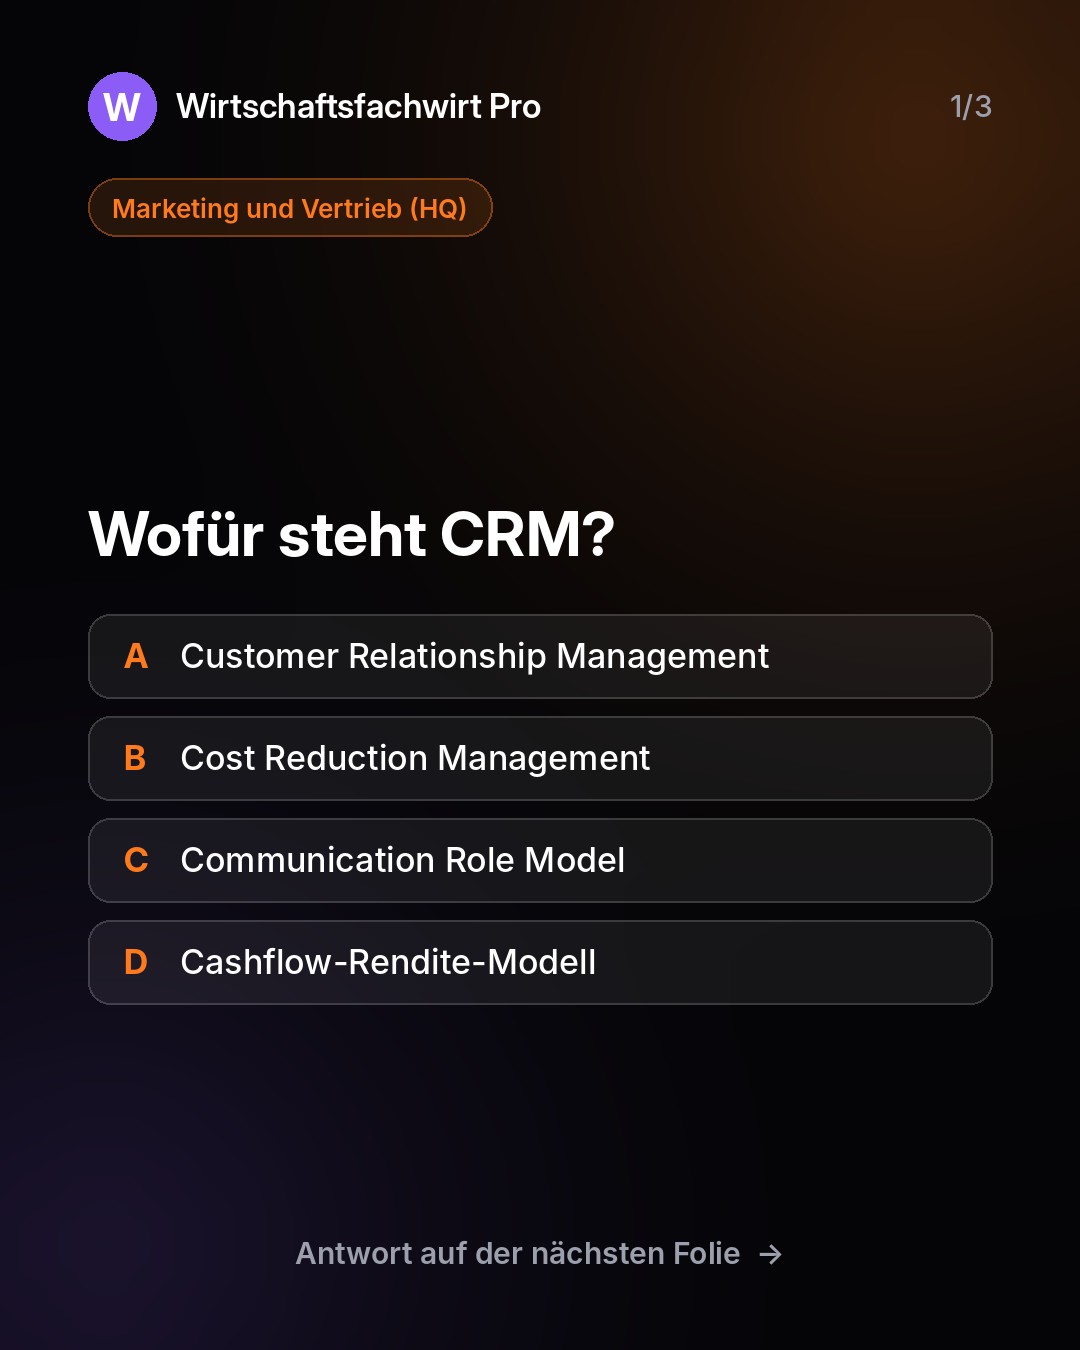 W Wirtschaftsfachwirt Pro 1/3
Marketing und Vertrieb (HQ)
Wofür steht CRM?
A Customer Relationship Management
B Cost Reduction Management
C Communication Role Model
D Cashflow-Rendite-Modell
Antwort auf der nächsten Folie →